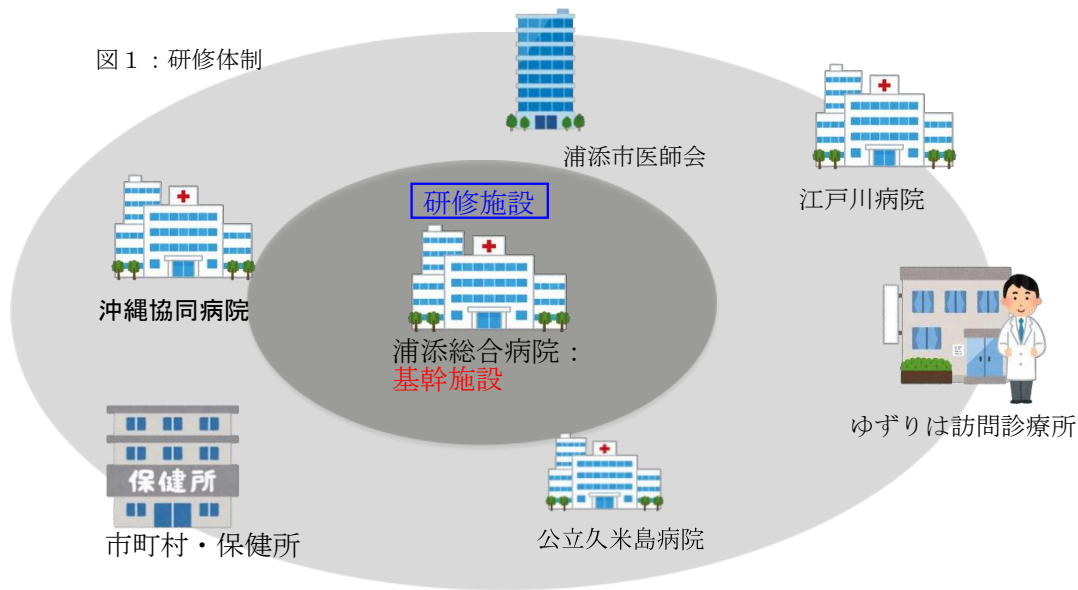 図１：研修体制
浦添市医師会
江戸川病院
研修施設
沖縄協同病院
浦添総合病院：
基幹施設
ゆずりは訪問診療所
保健所
市町村・保健所
公立久米島病院